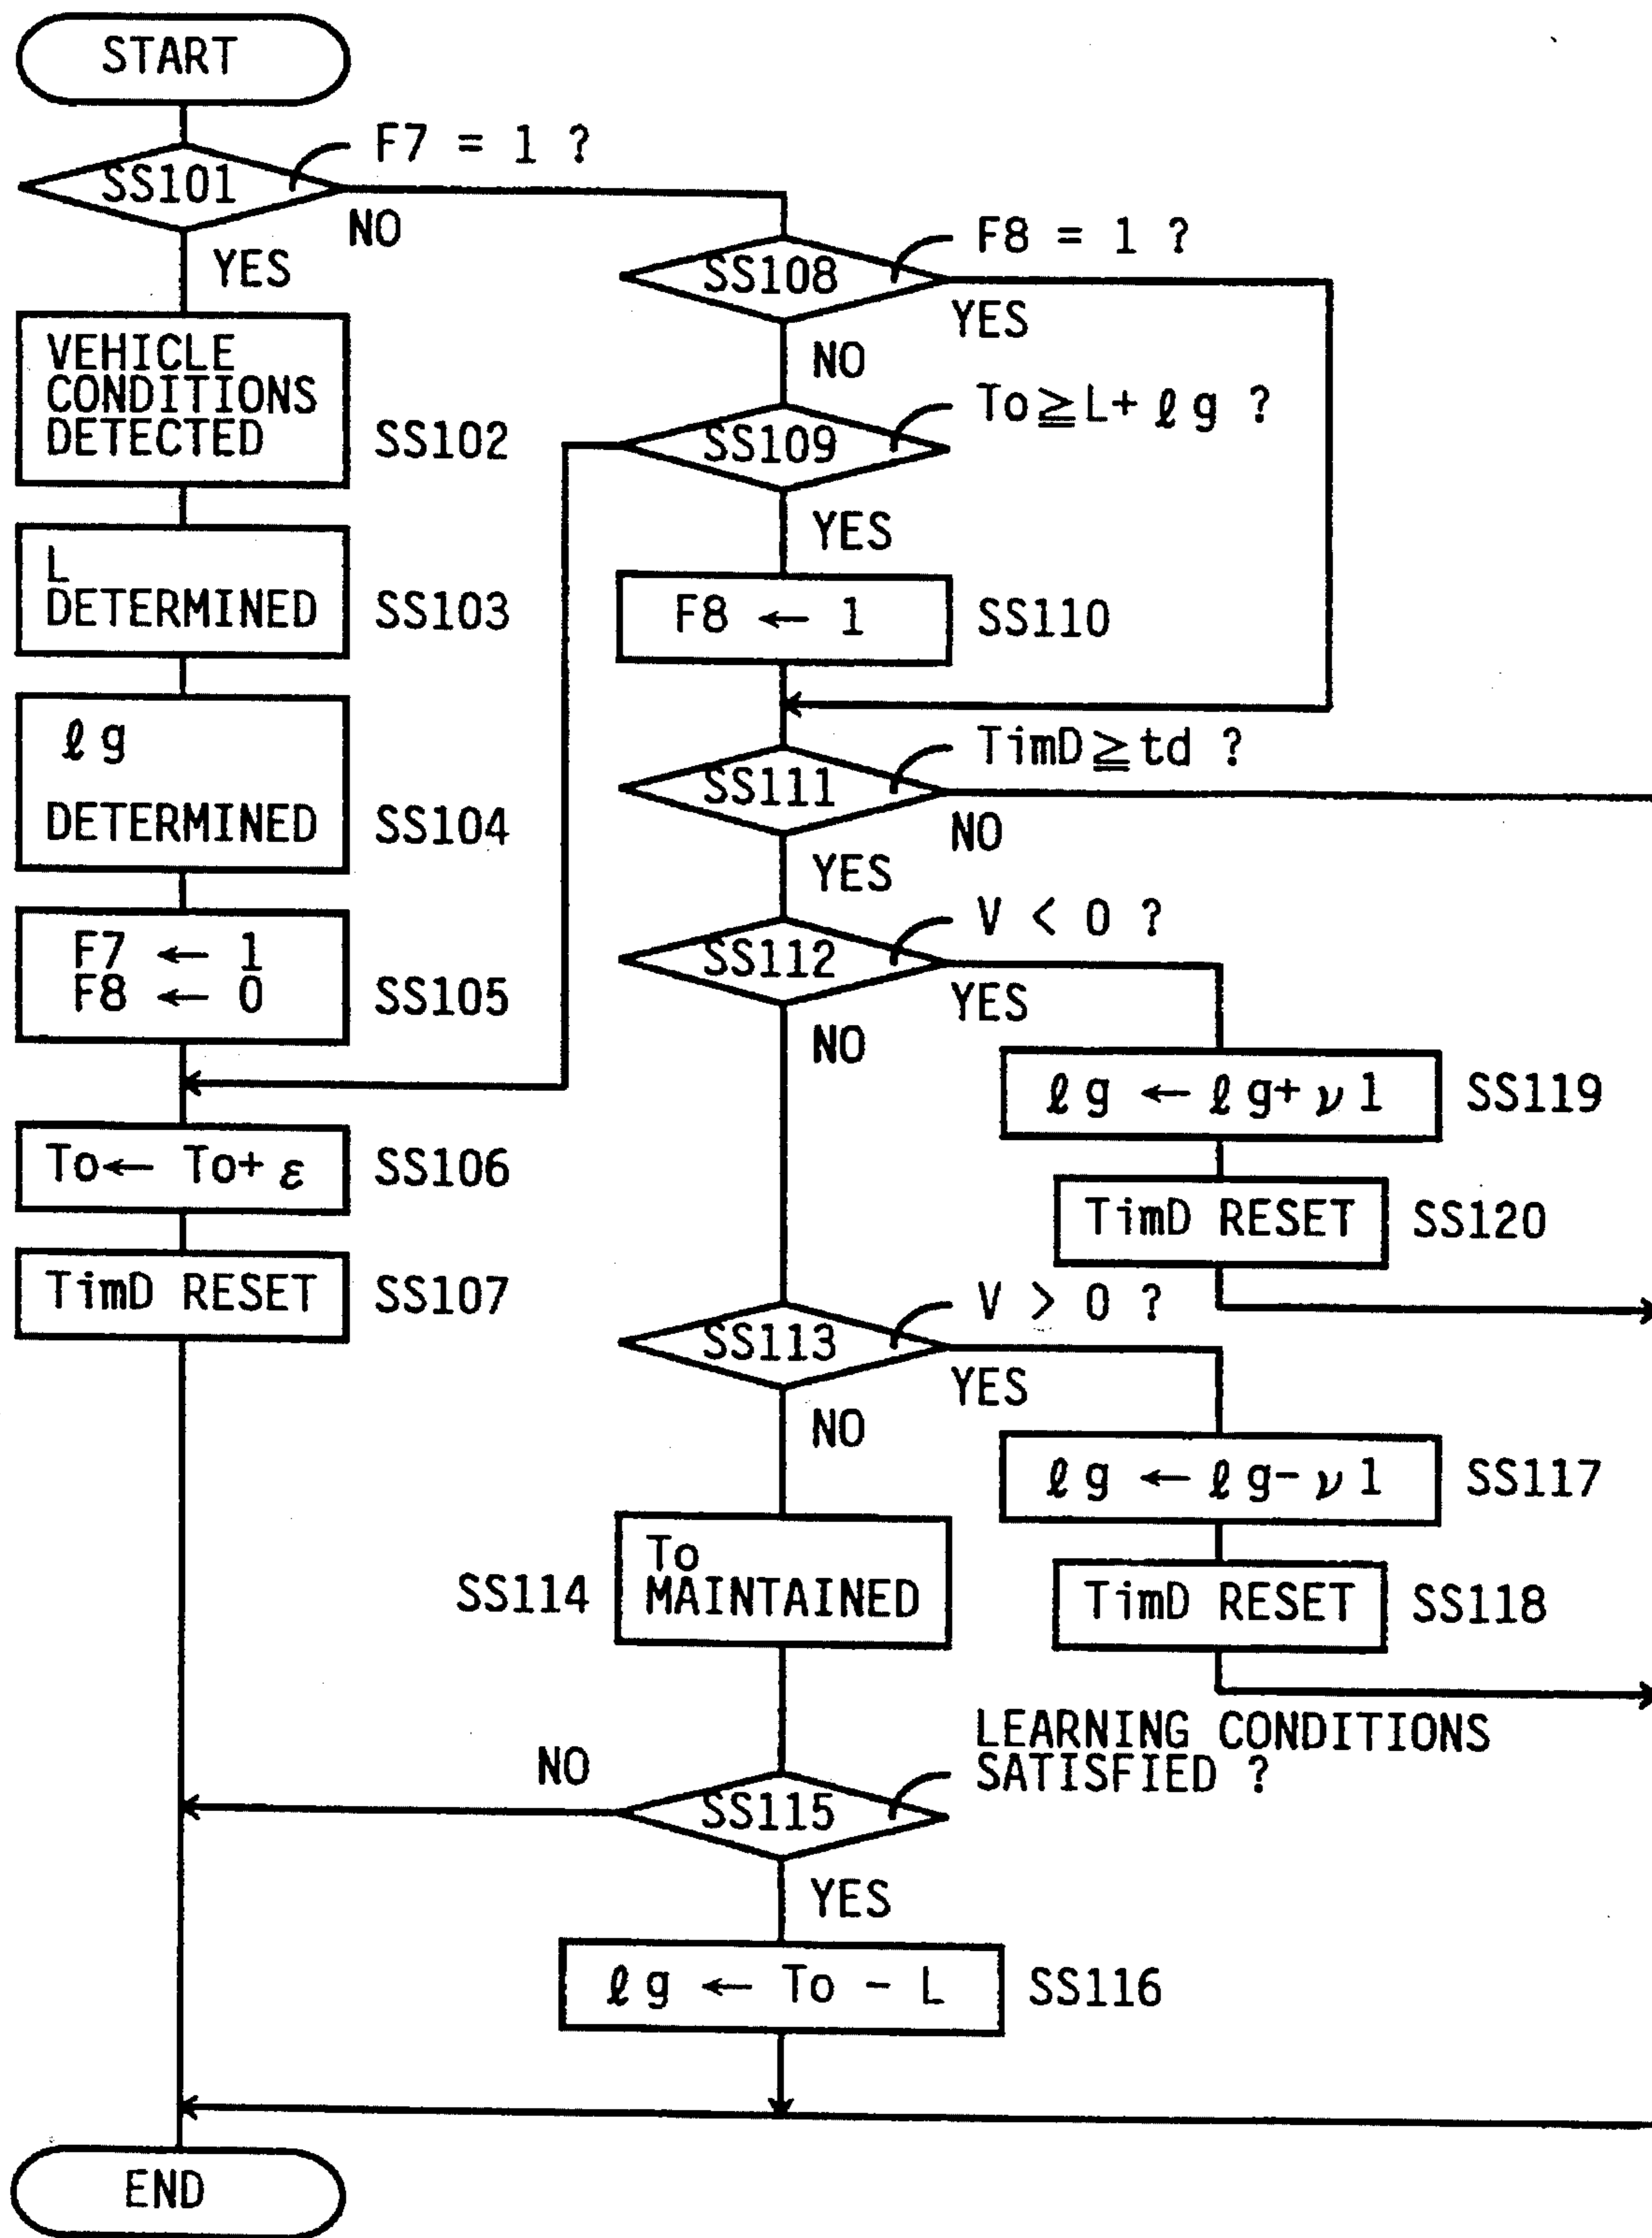 START
F7 = 1 ?
SS101
NO
YES
VEHICLE
CONDITIONS
DETECTED
SS102
L
DETERMINED
SS103
ℓg
DETERMINED
SS104
F7 ← 1
F8 ← 0
SS105
To← To+ε
SS106
TimD RESET
SS107
F8 = 1 ?
SS108
YES
NO
To≧L+ℓg ?
SS109
YES
F8 ← 1
SS110
TimD≧td ?
SS111
NO
YES
V < 0 ?
SS112
YES
NO
ℓg ← ℓg+ν1
SS119
TimD RESET
SS120
V > 0 ?
SS113
YES
NO
ℓg ← ℓg-ν1
SS117
TimD RESET
SS118
To
MAINTAINED
SS114
LEARNING CONDITIONS
SATISFIED ?
NO
SS115
YES
ℓg ← To - L
SS116
END